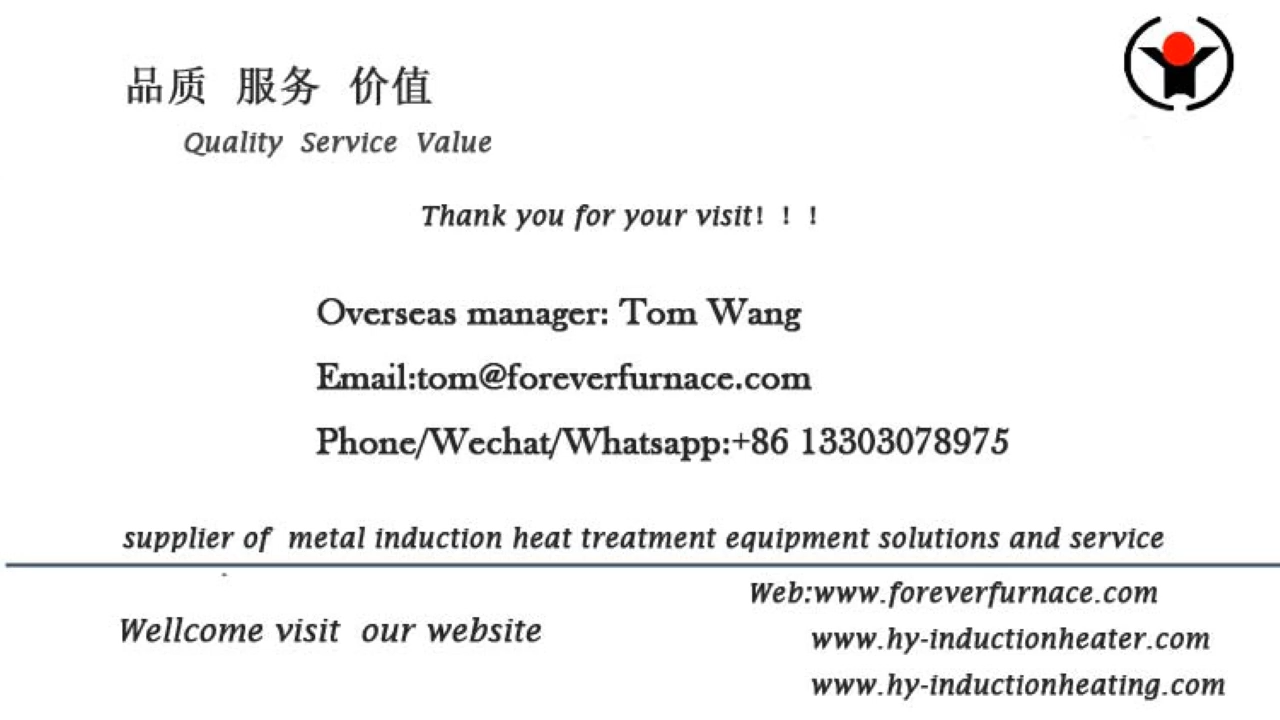 品质 服务 价值
Quality Service Value
Thank you for your visit！！！
Overseas manager: Tom Wang
Email:tom@foreverfurnace.com
Phone/Wechat/Whatsapp:+86 13303078975
supplier of metal induction heat treatment equipment solutions and service
Web:www.foreverfurnace.com
Wellcome visit our website
www.hy-inductionheater.com
www.hy-inductionheating.com